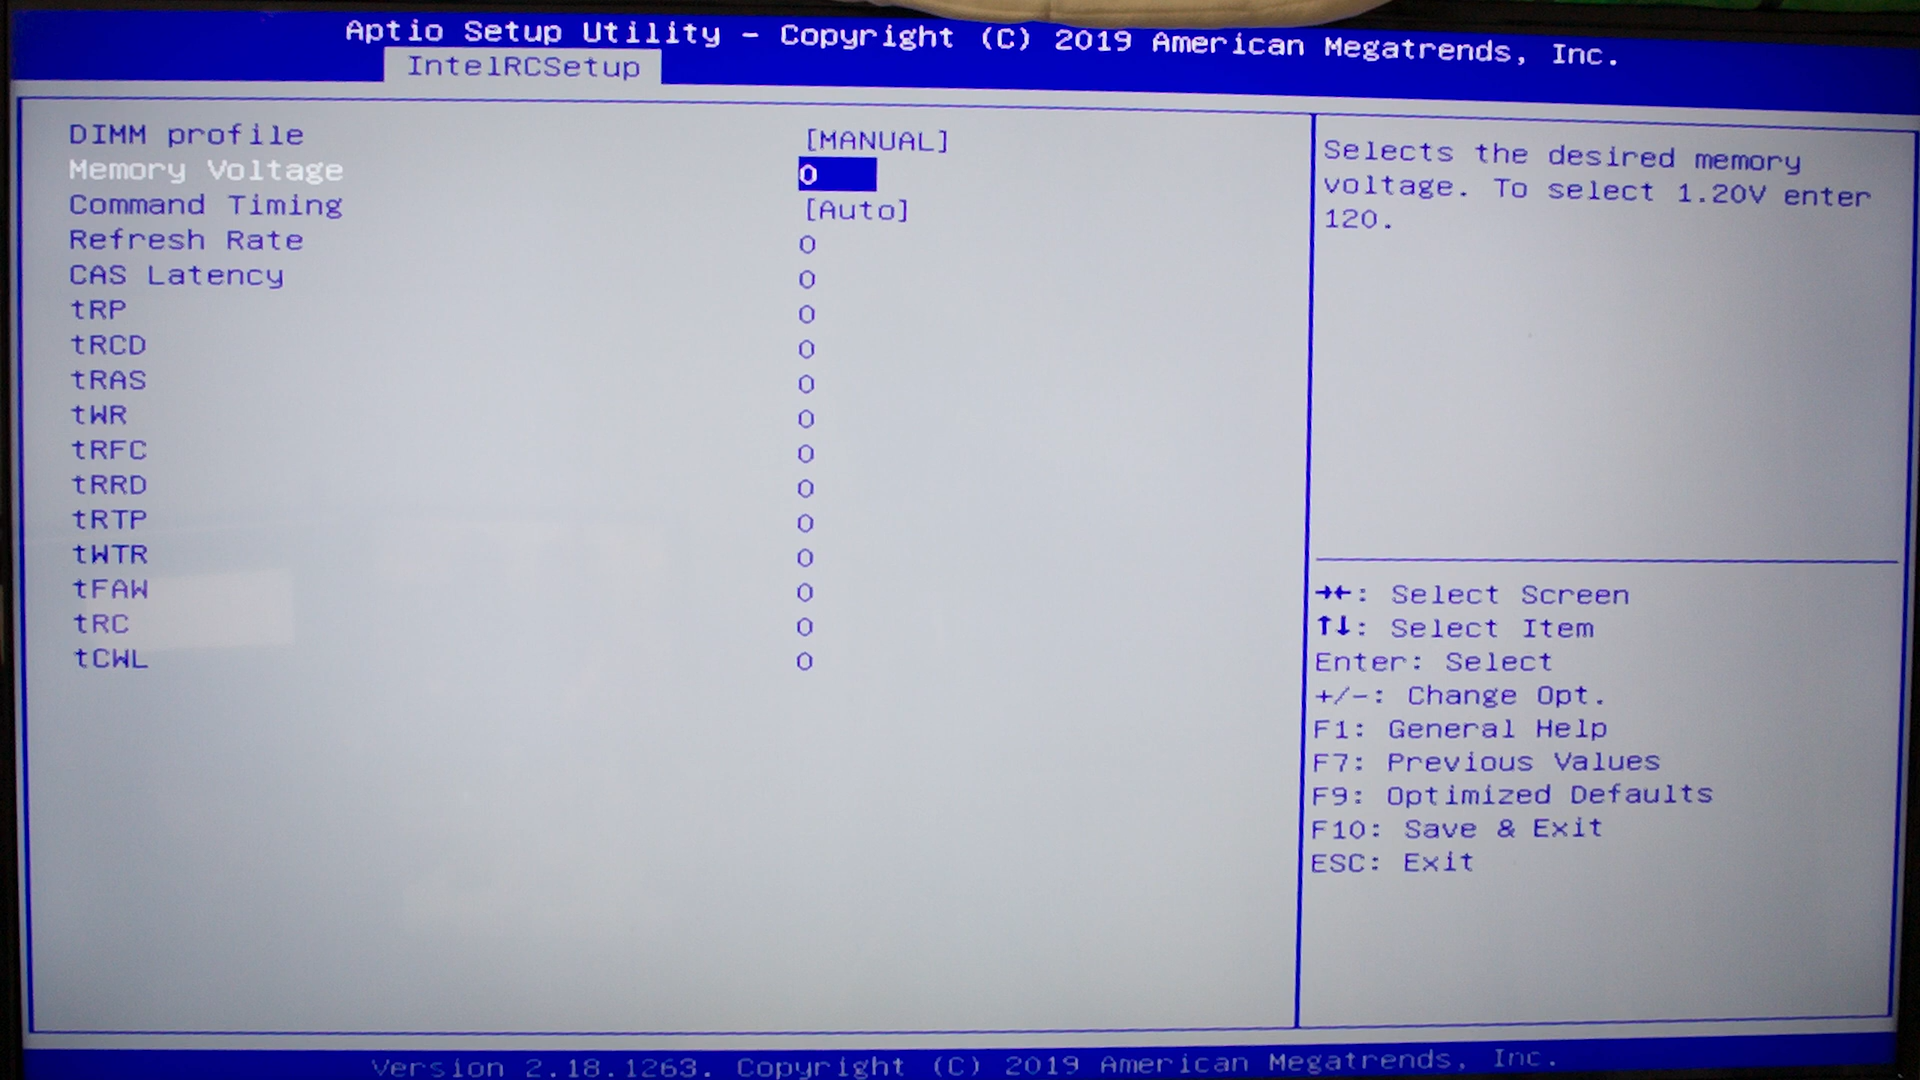 Aptio Setup Utility - Copyright (C) 2019 American Megatrends, Inc.
IntelRCSetup
DIMM profile [MANUAL]
Memory Voltage 0
Command Timing [Auto]
Refresh Rate 0
CAS Latency 0
tRP 0
tRCD 0
tRAS 0
tWR 0
tRFC 0
tRRD 0
tRTP 0
tWTR 0
tFAW 0
tRC 0
tCWL 0
Selects the desired memory
voltage. To select 1.20V enter
120.
→←: Select Screen
↑↓: Select Item
Enter: Select
+/-: Change Opt.
F1: General Help
F7: Previous Values
F9: Optimized Defaults
F10: Save & Exit
ESC: Exit
Version 2.18.1263. Copyright (C) 2019 American Megatrends, Inc.